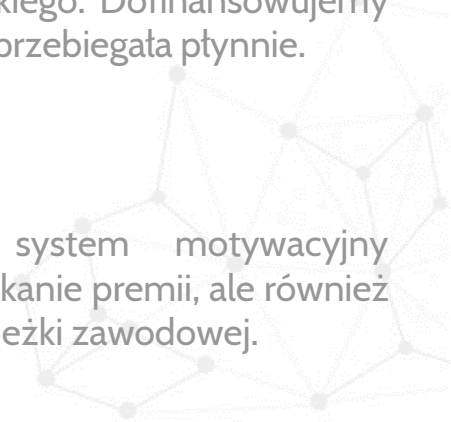 kiego. Dofinansowujemy
przebiegała płynnie.
system motywacyjny
kanie premii, ale również
eżki zawodowej.